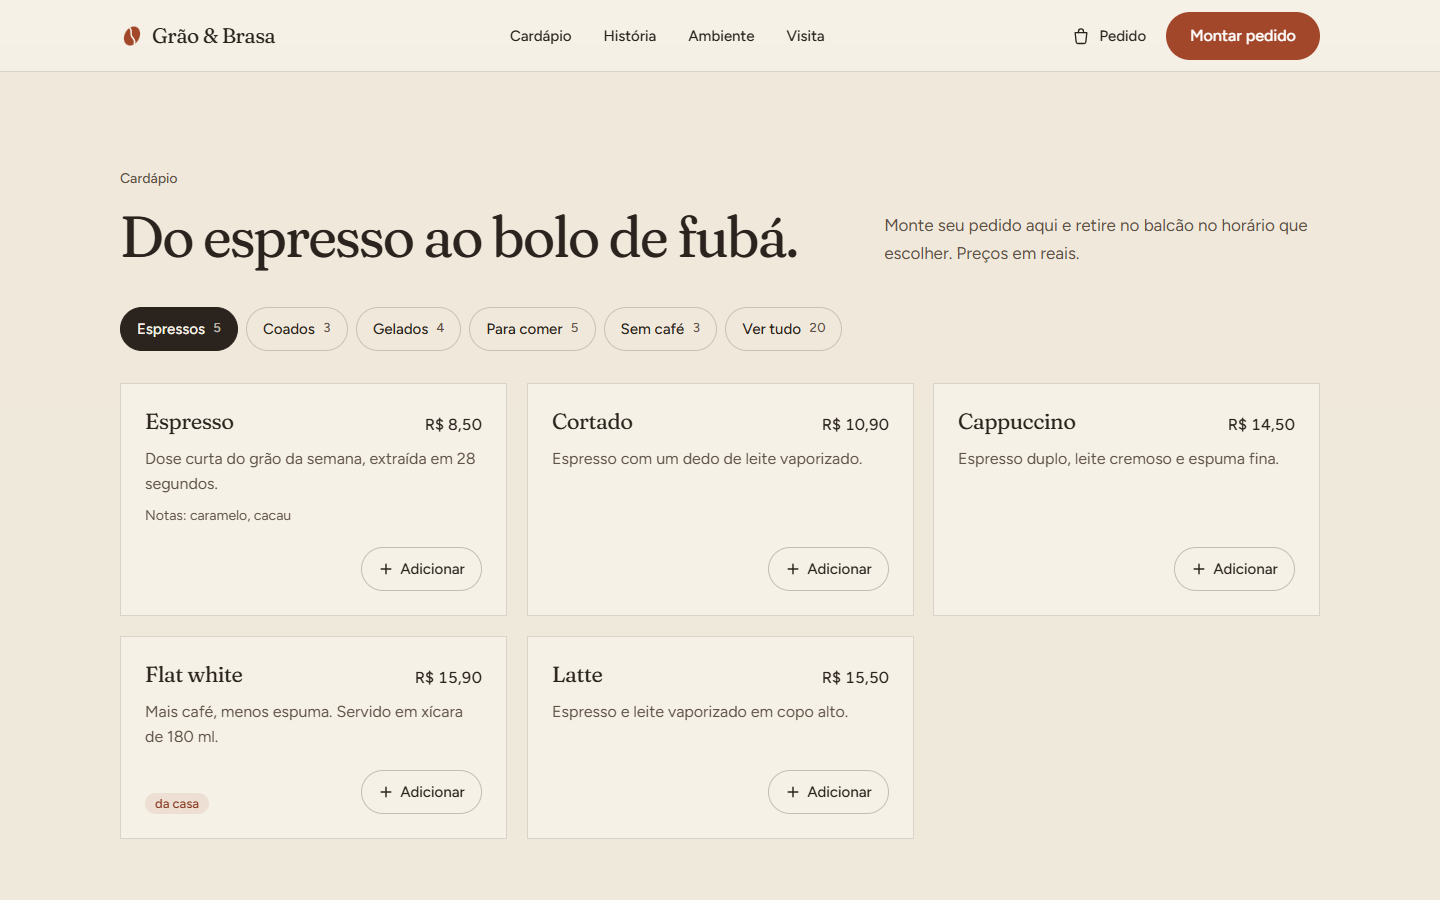 Grão & Brasa
Cardápio
História
Ambiente
Visita
Pedido
Montar pedido
Cardápio
Do espresso ao bolo de fubá.
Monte seu pedido aqui e retire no balcão no horário que
escolher. Preços em reais.
Espressos 5
Coados 3
Gelados 4
Para comer 5
Sem café 3
Ver tudo 20
Espresso
R$ 8,50
Dose curta do grão da semana, extraída em 28
segundos.
Notas: caramelo, cacau
+ Adicionar
Cortado
R$ 10,90
Espresso com um dedo de leite vaporizado.
+ Adicionar
Cappuccino
R$ 14,50
Espresso duplo, leite cremoso e espuma fina.
+ Adicionar
Flat white
R$ 15,90
Mais café, menos espuma. Servido em xícara
de 180 ml.
da casa
+ Adicionar
Latte
R$ 15,50
Espresso e leite vaporizado em copo alto.
+ Adicionar